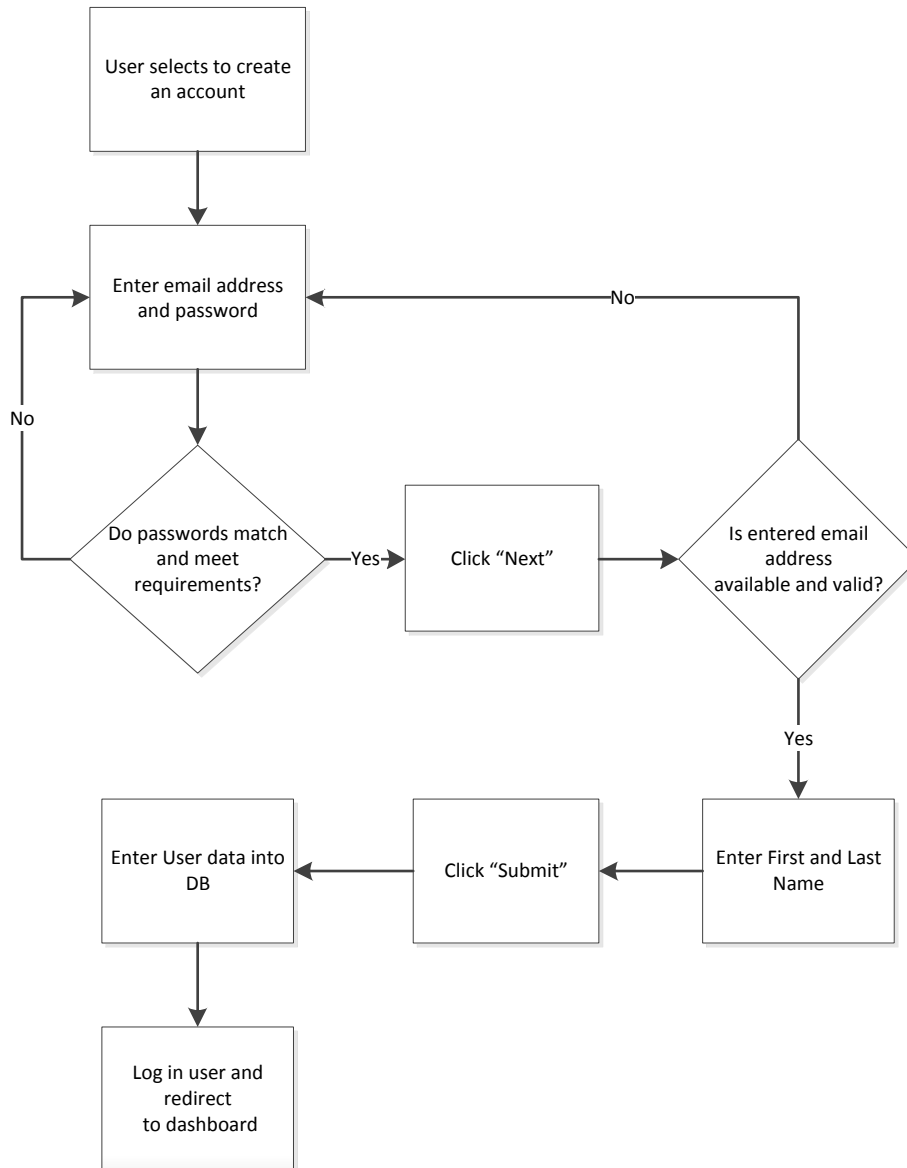 User selects to create
an account
Enter email address
and password
No
No
Do passwords match
and meet
requirements?
Yes
Click “Next”
Is entered email
address
available and valid?
Yes
Enter User data into
DB
Click “Submit”
Enter First and Last
Name
Log in user and
redirect
to dashboard